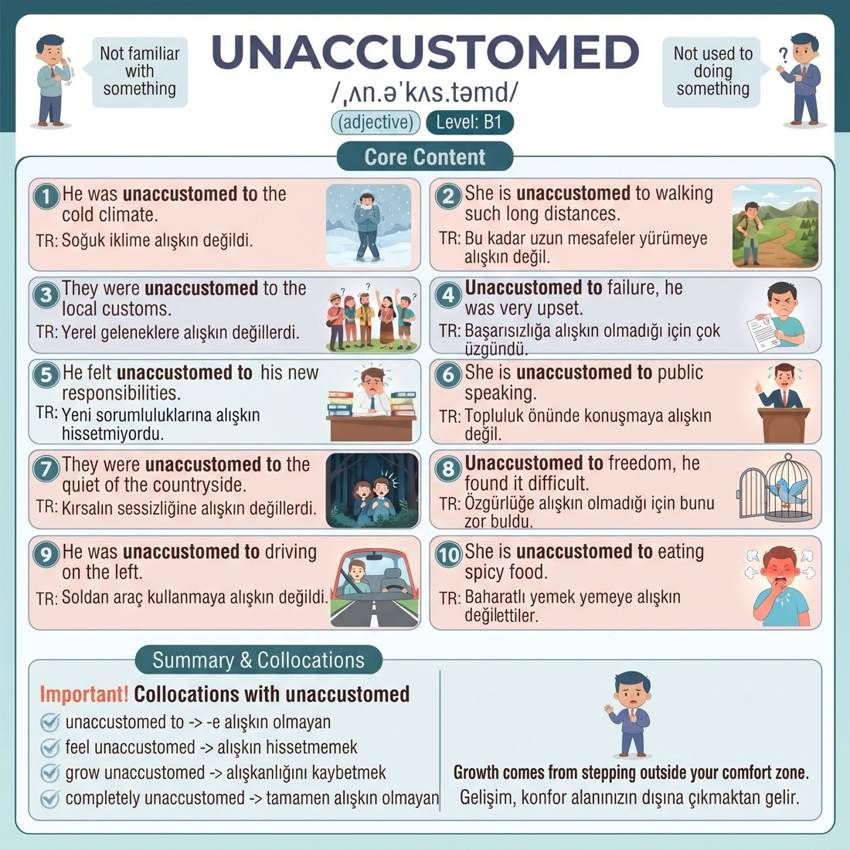 Not familiar
with
something
UNACCUSTOMED
/ˌʌn.əˈkʌs.təmd/
(adjective) Level: B1
Not used to
doing
something
?
Core Content
1 He was unaccustomed to the
cold climate.
TR: Soğuk iklime alışkın değildi.
2 She is unaccustomed to walking
such long distances.
TR: Bu kadar uzun mesafeler yürümeye
alışkın değil.
3 They were unaccustomed to the
local customs.
TR: Yerel geleneklere alışkın değillerdi.
? ? ?
4 Unaccustomed to failure, he
was very upset.
TR: Başarısızlığa alışkın olmadığı için çok
üzgündü.
5 He felt unaccustomed to his new
responsibilities.
TR: Yeni sorumluluklarına alışkın
hissetmiyordu.
6 She is unaccustomed to public
speaking.
TR: Topluluk önünde konuşmaya alışkın
değil.
7 They were unaccustomed to the
quiet of the countryside.
TR: Kırsalın sessizliğine alışkın değillerdi.
8 Unaccustomed to freedom, he
found it difficult.
TR: Özgürlüğe alışkın olmadığı için bunu
zor buldu.
9 He was unaccustomed to driving
on the left.
TR: Soldan araç kullanmaya alışkın değildi.
10 She is unaccustomed to eating
spicy food.
TR: Baharatlı yemek yemeye alışkın
değilettiler.
Summary & Collocations
Important! Collocations with unaccustomed
unaccustomed to -> -e alışkın olmayan
feel unaccustomed -> alışkın hissetmemek
grow unaccustomed -> alışkanlığını kaybetmek
completely unaccustomed -> tamamen alışkın olmayan
Growth comes from stepping outside your comfort zone.
Gelişim, konfor alanınızın dışına çıkmaktan gelir.